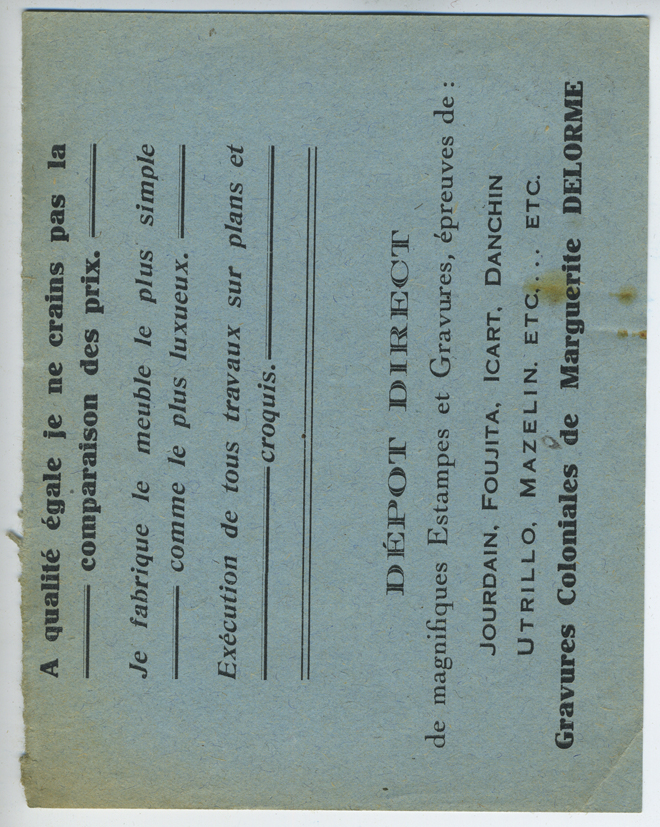 A qualité égale je ne crains pas la
comparaison des prix.
Je fabrique le meuble le plus simple
comme le plus luxueux.
Exécution de tous travaux sur plans et
croquis.
DÉPOT DIRECT
de magnifiques Estampes et Gravures, épreuves de :
JOURDAIN, FOUJITA, ICART, DANCHIN
UTRILLO, MAZELIN. ETC.... ETC.
Gravures Coloniales de Marguerite DELORME